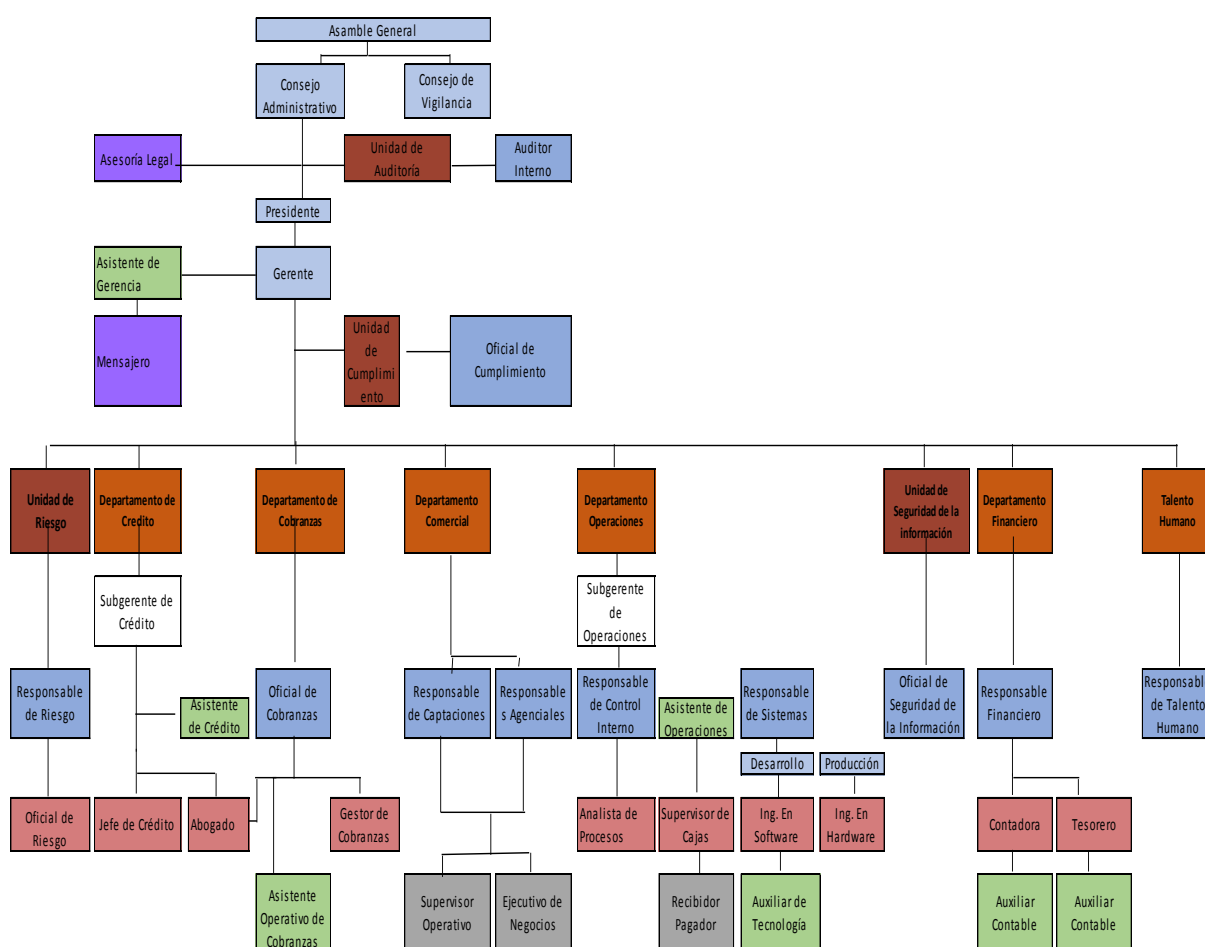 Asamble General
Consejo
Administrativo
Consejo de
Vigilancia
Asesoría Legal
Unidad de
Auditoría
Auditor
Interno
Presidente
Asistente de
Gerencia
Gerente
Mensajero
Unidad
de
Cumplimi
ento
Oficial de
Cumplimiento
Unidad de
Riesgo
Departamento de
Credito
Departamento de
Cobranzas
Departamento
Comercial
Departamento
Operaciones
Unidad de
Seguridad de la
información
Departamento
Financiero
Talento
Humano
Subgerente de
Crédito
Subgerente
de
Operaciones
Responsable
de Riesgo
Asistente
de Crédito
Oficial de
Cobranzas
Responsable
de Captaciones
Responsable
s Agenciales
Responsable
de Control
Interno
Asistente de
Operaciones
Responsable
de Sistemas
Oficial de
Seguridad de
la Información
Responsable
Financiero
Responsable
de Talento
Humano
Desarrollo
Producción
Oficial de
Riesgo
Jefe de Crédito
Abogado
Gestor de
Cobranzas
Analista de
Procesos
Supervisor de
Cajas
Ing. En
Software
Ing. En
Hardware
Contadora
Tesorero
Asistente
Operativo de
Cobranzas
Supervisor
Operativo
Ejecutivo de
Negocios
Recibidor
Pagador
Auxiliar de
Tecnología
Auxiliar
Contable
Auxiliar
Contable